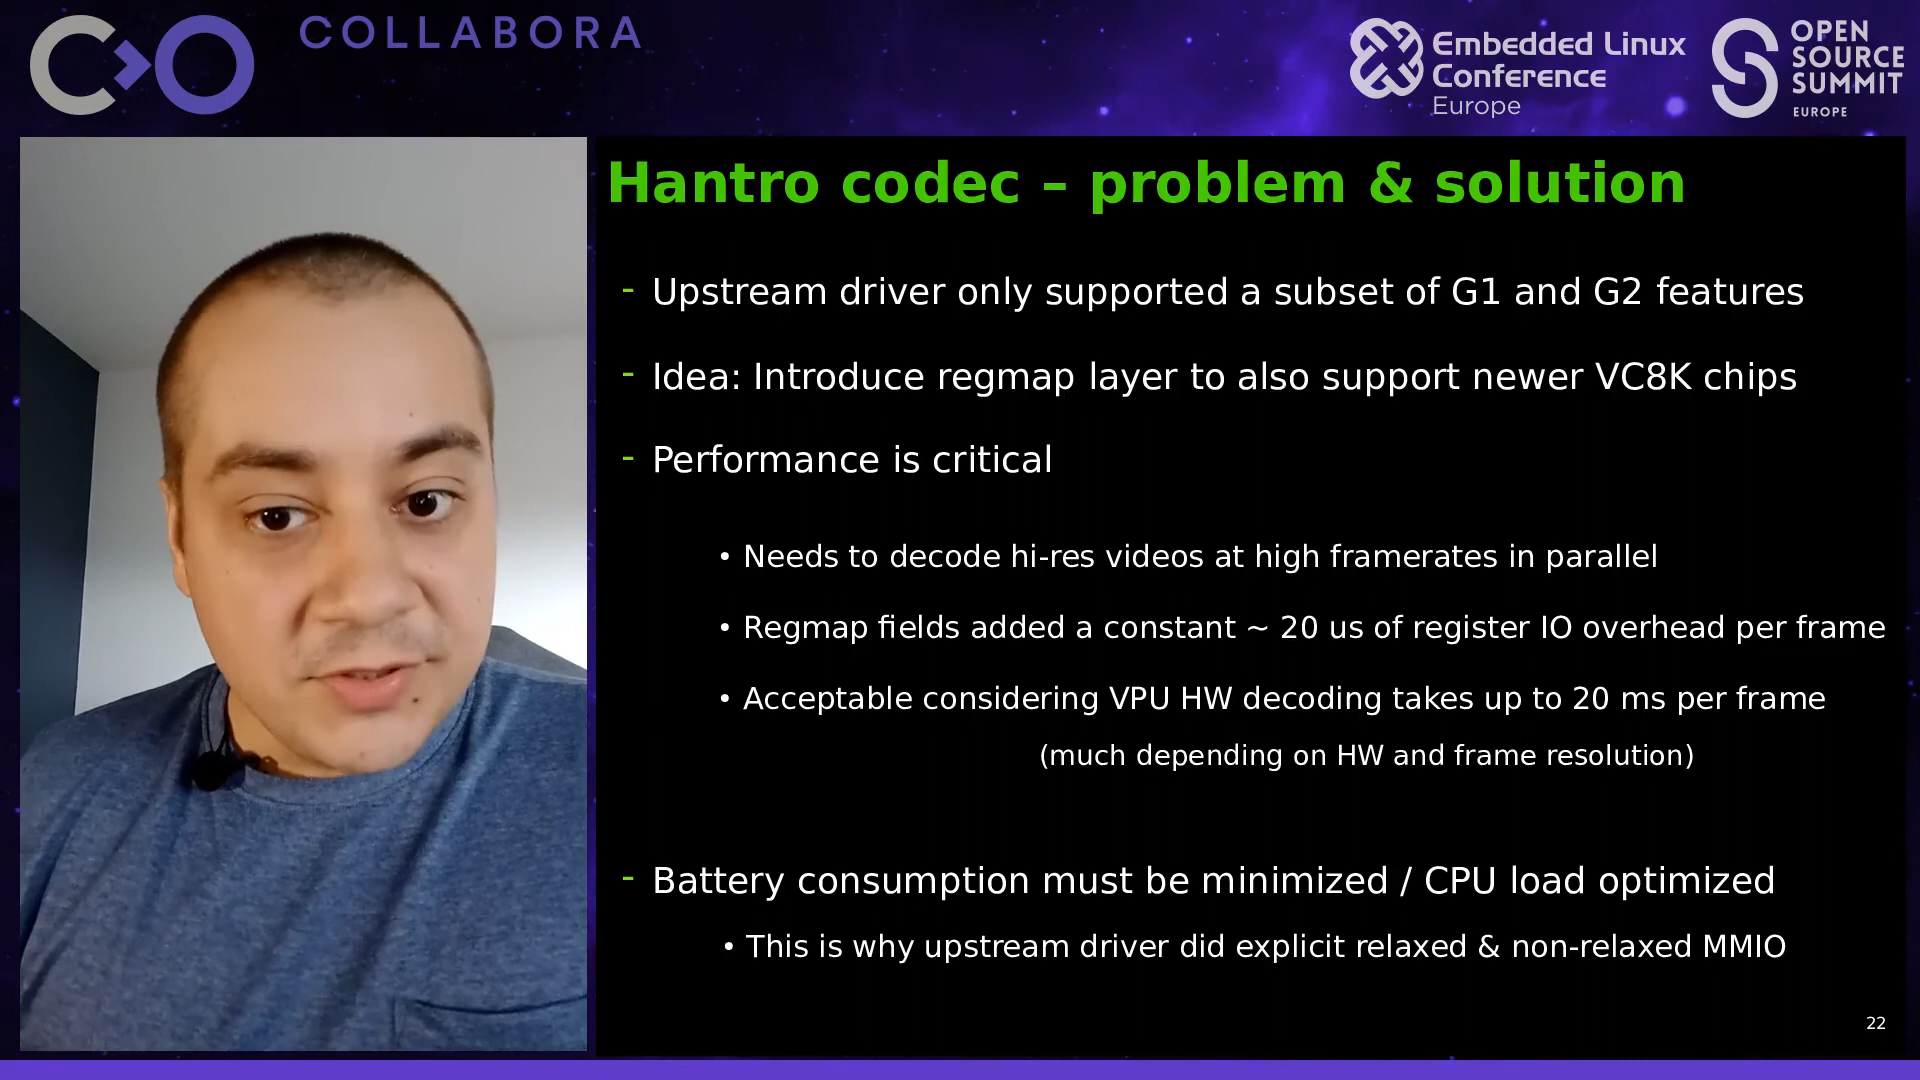 COLLABORA
Embedded Linux
Conference
Europe
OPEN
SOURCE
SUMMIT
EUROPE
Hantro codec – problem & solution
- Upstream driver only supported a subset of G1 and G2 features
- Idea: Introduce regmap layer to also support newer VC8K chips
- Performance is critical
• Needs to decode hi-res videos at high framerates in parallel
• Regmap fields added a constant ~ 20 us of register IO overhead per frame
• Acceptable considering VPU HW decoding takes up to 20 ms per frame
(much depending on HW and frame resolution)
- Battery consumption must be minimized / CPU load optimized
• This is why upstream driver did explicit relaxed & non-relaxed MMIO
22